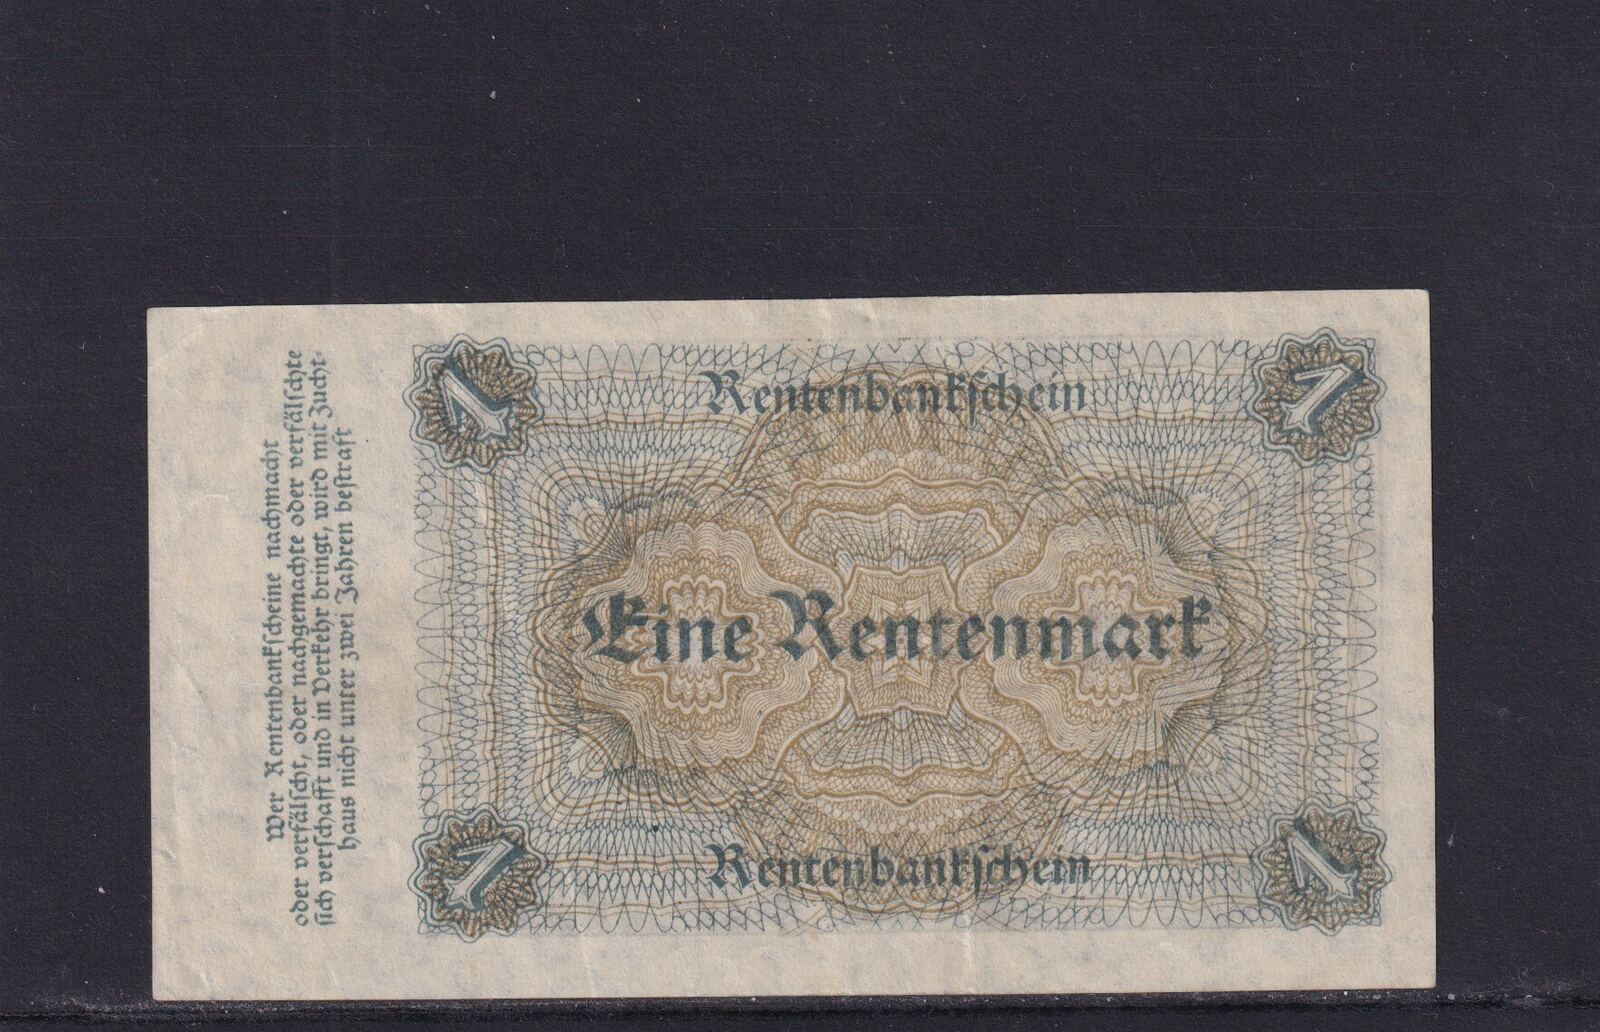 Wer Rentenbankscheine nachmacht
oder verfälscht, oder nachgemachte oder verfälschte
sich verschafft und in Verkehr bringt, wird mit Zucht-
haus nicht unter zwei Jahren bestraft
1
Rentenbankschein
1
Eine Rentenmark
1
Rentenbankschein
1